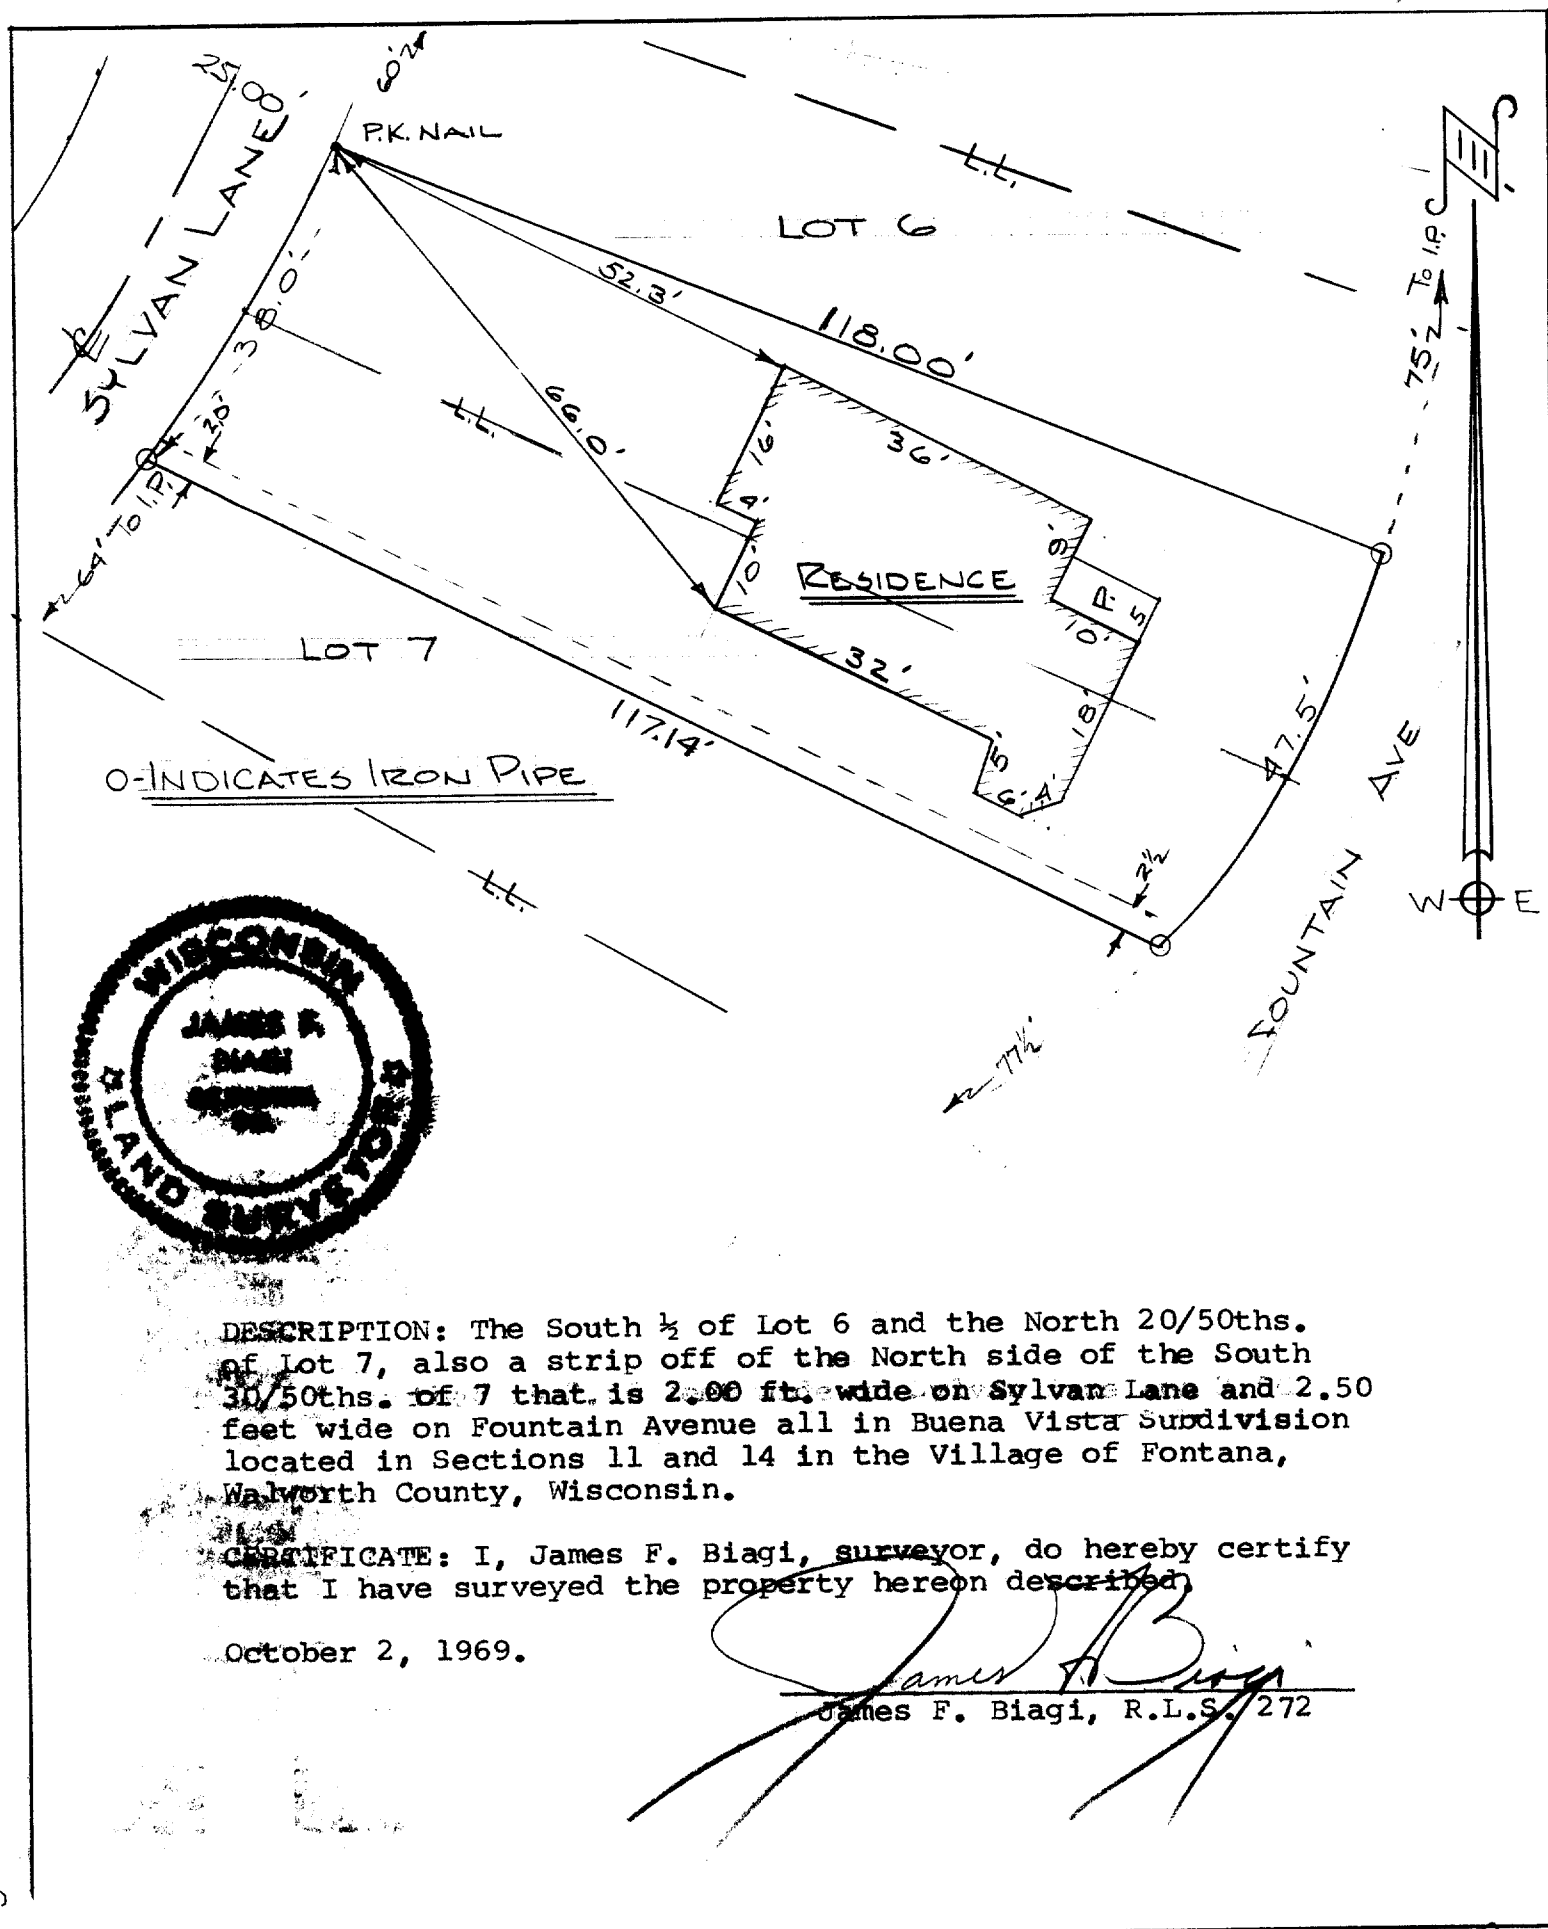 25.00'
60½
P.K. NAIL
SYLVAN LANE
L.L.
LOT 6
75½' To I.P.
38.0'
52.3'
118.00'
2.0'
L.L.
66.0'
16'
36'
4'
9'
64' To I.P.
10'
RESIDENCE
P.
5
10'
LOT 7
32'
18'
117.14'
47.5'
5'
6'
4'
AVE
O-INDICATES IRON PIPE
2½
L.L.
FOUNTAIN
W E
77½'
WISCONSIN
JAMES F.
BIAGI
LAND SURVEYOR
DESCRIPTION: The South ½ of Lot 6 and the North 20/50ths.
of Lot 7, also a strip off of the North side of the South
30/50ths. of 7 that is 2.00 ft. wide on Sylvan Lane and 2.50
feet wide on Fountain Avenue all in Buena Vista Subdivision
located in Sections 11 and 14 in the Village of Fontana,
Walworth County, Wisconsin.
CERTIFICATE: I, James F. Biagi, surveyor, do hereby certify
that I have surveyed the property hereon described.
October 2, 1969.
James F. Biagi
James F. Biagi, R.L.S. 272